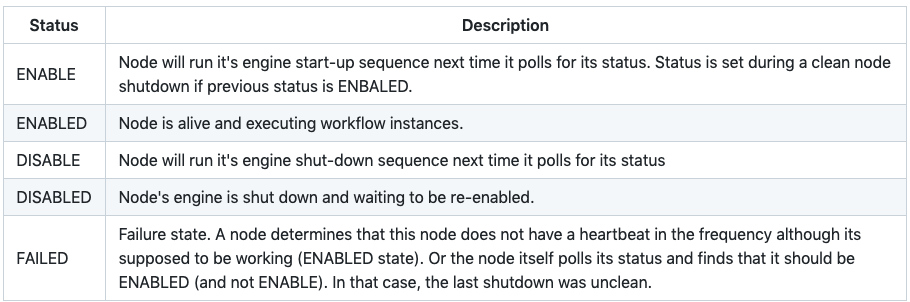 Status Description
ENABLE Node will run it's engine start-up sequence next time it polls for its status. Status is set during a clean node
shutdown if previous status is ENBALED.
ENABLED Node is alive and executing workflow instances.
DISABLE Node will run it's engine shut-down sequence next time it polls for its status
DISABLED Node's engine is shut down and waiting to be re-enabled.
FAILED Failure state. A node determines that this node does not have a heartbeat in the frequency although its
supposed to be working (ENABLED state). Or the node itself polls its status and finds that it should be
ENABLED (and not ENABLE). In that case, the last shutdown was unclean.